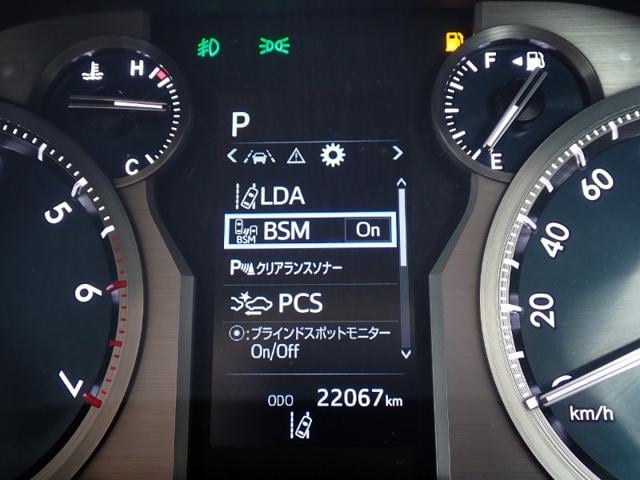 H
C
F
E
P
LDA
BSM
BSM On
P クリアランスソナー
PCS
:ブラインドスポットモニター
On/Off
ODO 22067 km
5
6
7
60
40
20
0
km/h